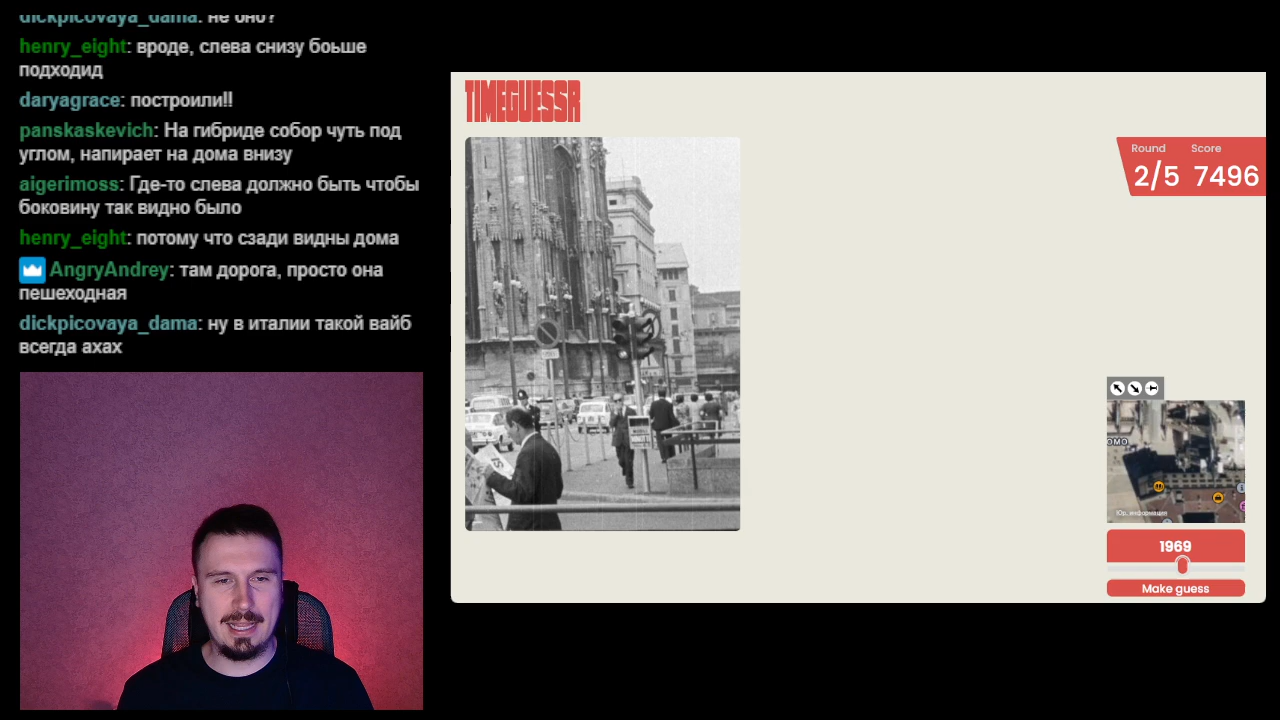 dickpicovaya_dama: не оно?
henry_eight: вроде, слева снизу боьше
подходид
daryagrace: построили!!
panskaskevich: На гибриде собор чуть под
углом, напирает на дома внизу
aigerimoss: Где-то слева должно быть чтобы
боковину так видно было
henry_eight: потому что сзади видны дома
AngryAndrey: там дорога, просто она
пешеходная
dickpicovaya_dama: ну в италии такой вайб
всегда ахах
TIMEGUESSR
Round Score
2/5 7496
ОМО
Юр. информация
1969
Make guess